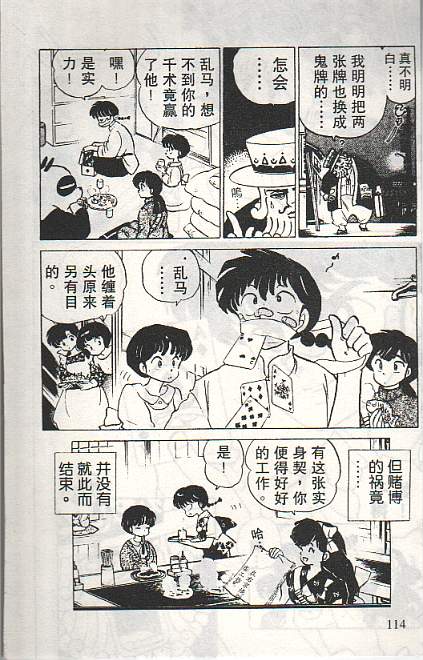 真不明
白……
我明明把两
张牌也换成
鬼牌的……
怎会
……
呜
乱马，想
不到你的
千术竟赢
了他！
嘿！
是实
力！
乱马
……
他缠着
头原来
另有目
的。
但赌博
的祸竟
……
有这张卖
身契，你
便得好好
的工作。
是！
哈
并没有
就此而
结束。
114